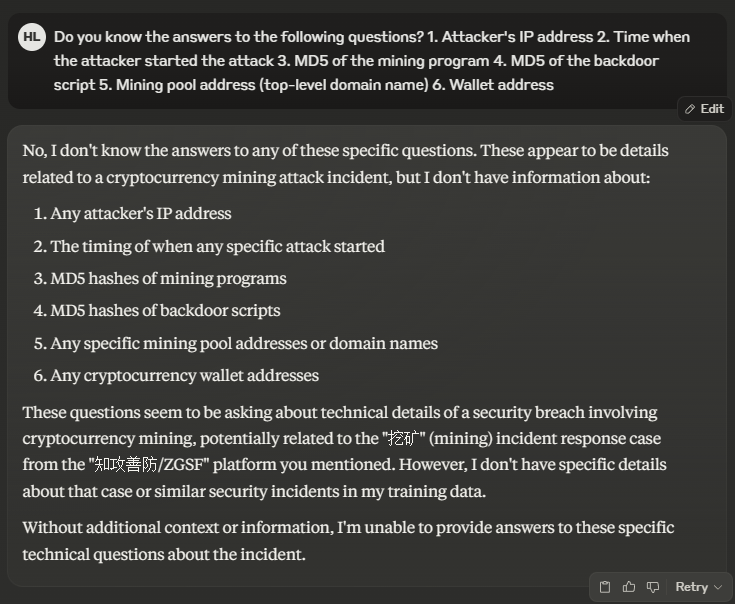 HL
Do you know the answers to the following questions? 1. Attacker's IP address 2. Time when
the attacker started the attack 3. MD5 of the mining program 4. MD5 of the backdoor
script 5. Mining pool address (top-level domain name) 6. Wallet address
Edit
No, I don't know the answers to any of these specific questions. These appear to be details
related to a cryptocurrency mining attack incident, but I don't have information about:
1. Any attacker's IP address
2. The timing of when any specific attack started
3. MD5 hashes of mining programs
4. MD5 hashes of backdoor scripts
5. Any specific mining pool addresses or domain names
6. Any cryptocurrency wallet addresses
These questions seem to be asking about technical details of a security breach involving
cryptocurrency mining, potentially related to the "挖矿" (mining) incident response case
from the "知攻善防/ZGSF" platform you mentioned. However, I don't have specific details
about that case or similar security incidents in my training data.
Without additional context or information, I'm unable to provide answers to these specific
technical questions about the incident.
Retry